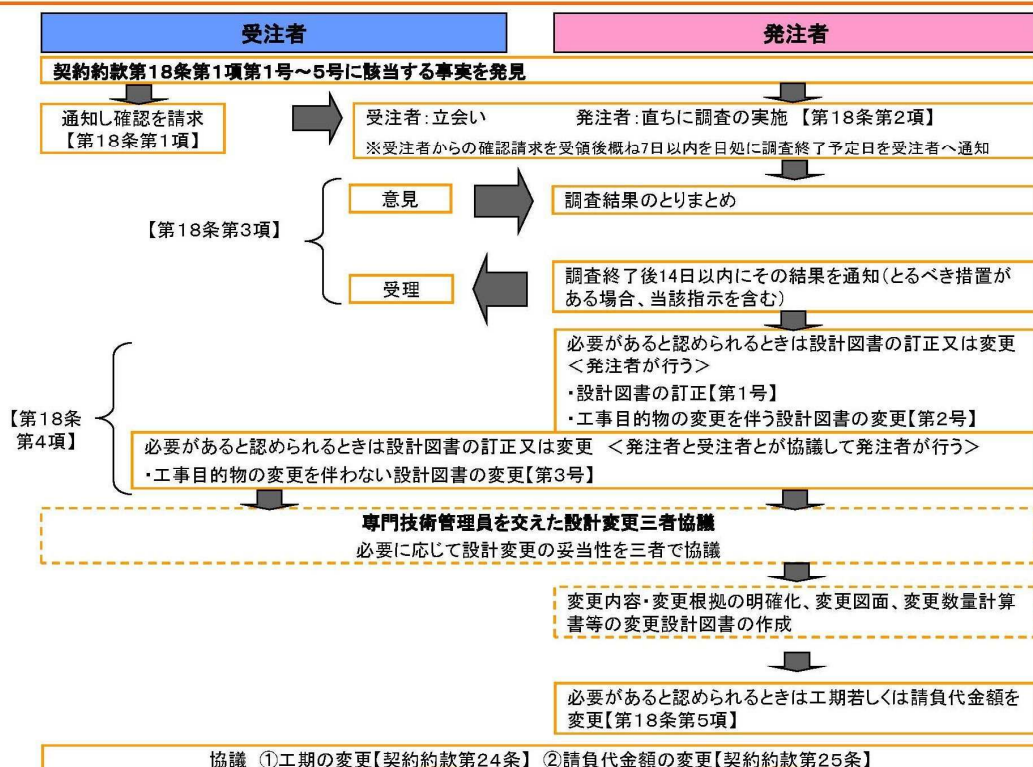 受注者
発注者
契約約款第18条第1項第1号～5号に該当する事実を発見
通知し確認を請求
【第18条第1項】
受注者：立会い　発注者：直ちに調査の実施【第18条第2項】
※受注者からの確認請求を受領後概ね7日以内を目処に調査終了予定日を受注者へ通知
【第18条第3項】
意見
調査結果のとりまとめ
受理
調査終了後14日以内にその結果を通知（とるべき措置が
ある場合、当該指示を含む）
【第18条
第4項】
必要があると認められるときは設計図書の訂正又は変更
＜発注者が行う＞
・設計図書の訂正【第1号】
・工事目的物の変更を伴う設計図書の変更【第2号】
必要があると認められるときは設計図書の訂正又は変更　＜発注者と受注者とが協議して発注者が行う＞
・工事目的物の変更を伴わない設計図書の変更【第3号】
専門技術管理員を交えた設計変更三者協議
必要に応じて設計変更の妥当性を三者で協議
変更内容・変更根拠の明確化、変更図面、変更数量計算
書等の変更設計図書の作成
必要があると認められるときは工期若しくは請負代金額を
変更【第18条第5項】
協議　①工期の変更【契約約款第24条】　②請負代金額の変更【契約約款第25条】